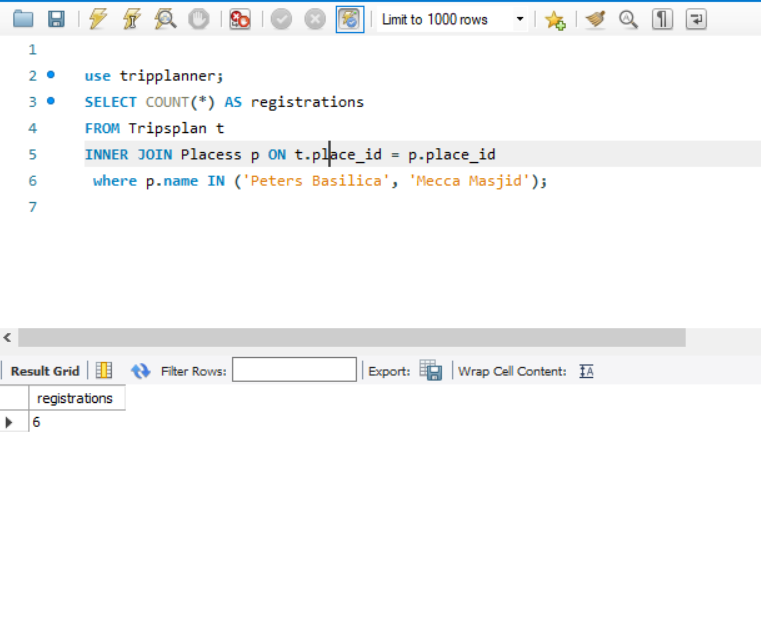 Limit to 1000 rows
1
2 use tripplanner;
3 SELECT COUNT(*) AS registrations
4 FROM Tripsplan t
5 INNER JOIN Placess p ON t.place_id = p.place_id
6 where p.name IN ('Peters Basilica', 'Mecca Masjid');
7
Result Grid Filter Rows: Export: Wrap Cell Content: IA
registrations
6